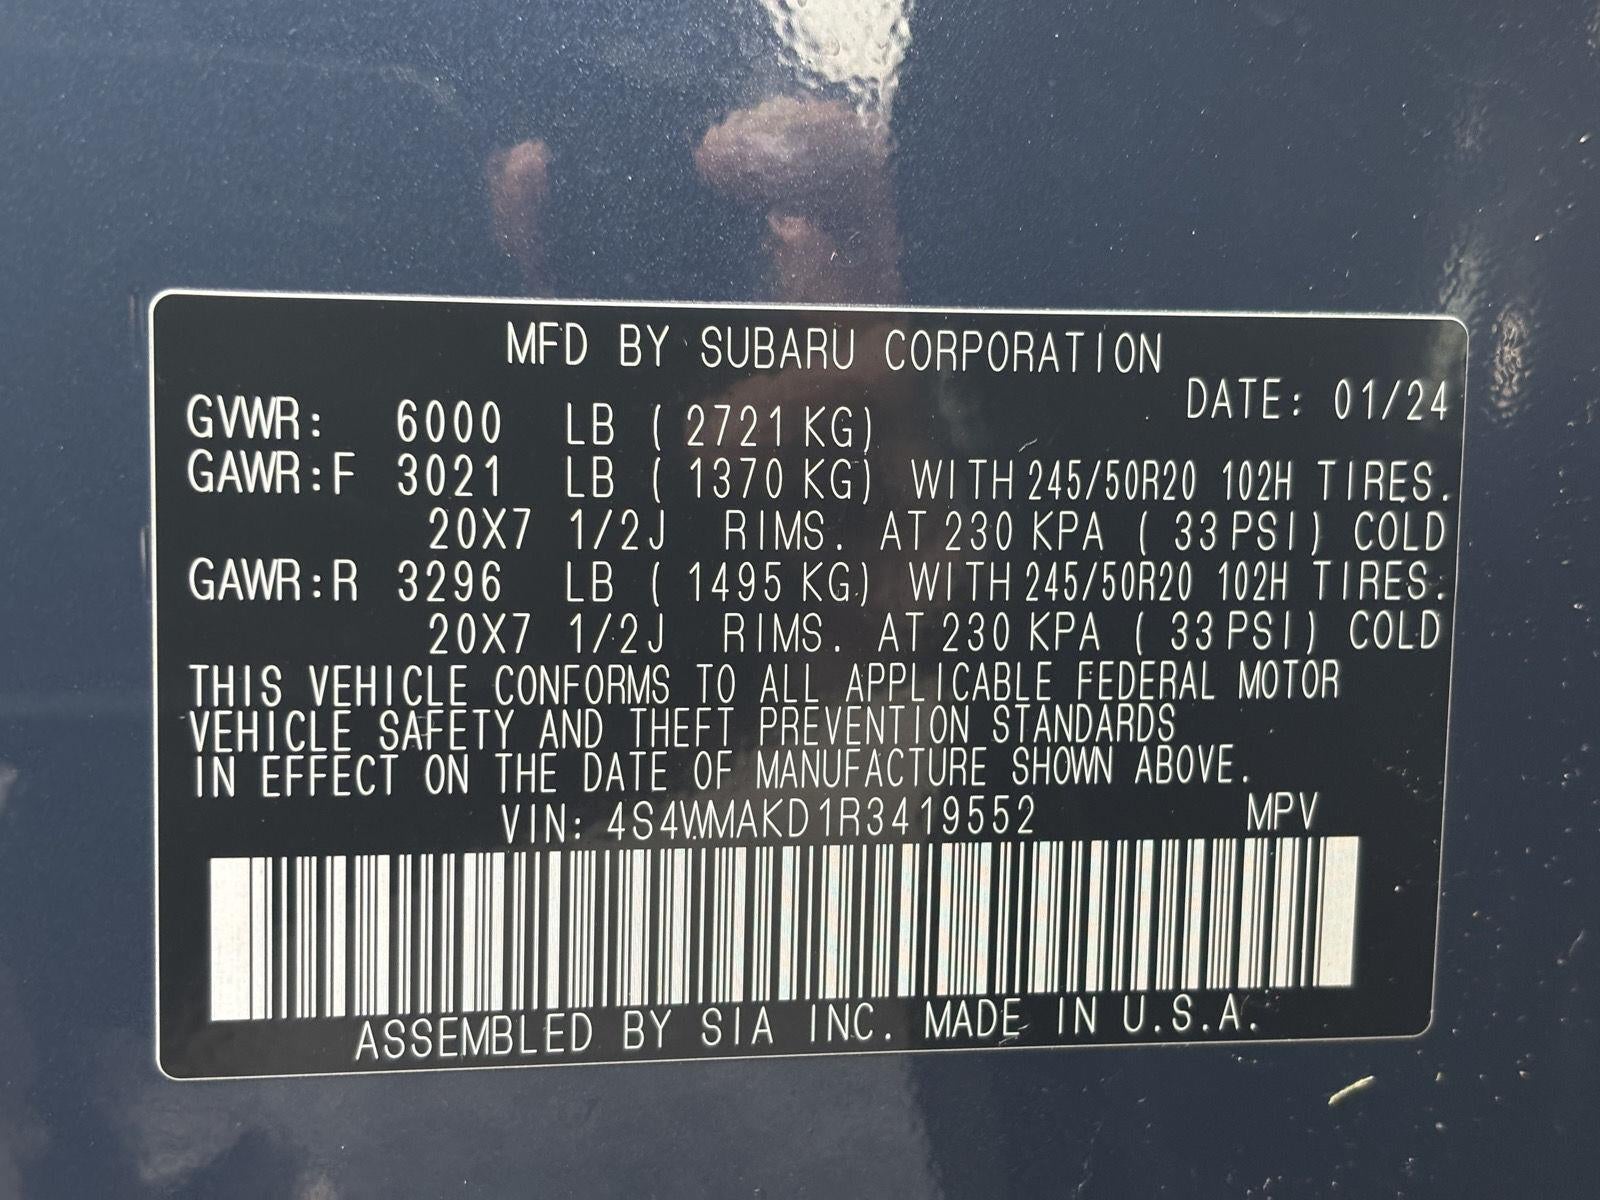 MFD BY SUBARU CORPORATION
DATE: 01/24
GVWR: 6000 LB ( 2721 KG)
GAWR:F 3021 LB ( 1370 KG) WITH 245/50R20 102H TIRES.
20X7 1/2J RIMS. AT 230 KPA ( 33 PSI) COLD
GAWR:R 3296 LB ( 1495 KG) WITH 245/50R20 102H TIRES.
20X7 1/2J RIMS. AT 230 KPA ( 33 PSI) COLD
THIS VEHICLE CONFORMS TO ALL APPLICABLE FEDERAL MOTOR
VEHICLE SAFETY AND THEFT PREVENTION STANDARDS
IN EFFECT ON THE DATE OF MANUFACTURE SHOWN ABOVE.
VIN: 4S4WMAKD1R3419552 MPV
ASSEMBLED BY SIA INC. MADE IN U.S.A.